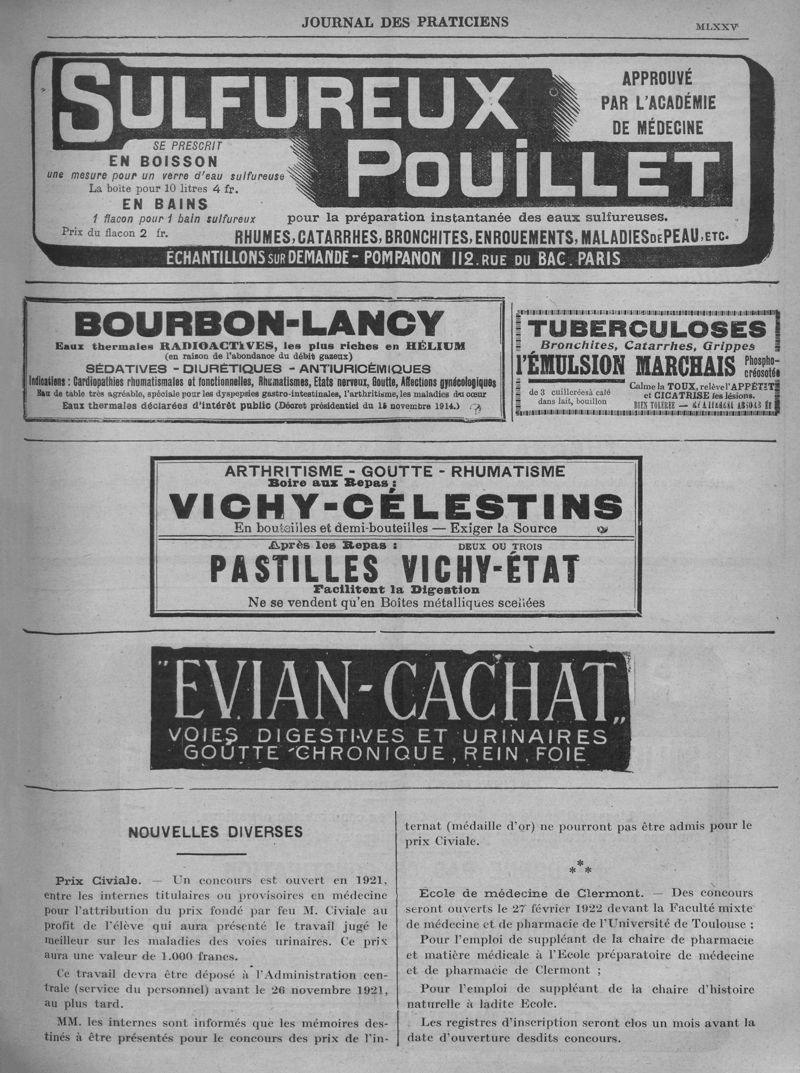 JOURNAL DES PRATICIENS
MLXXV
SULFUREUX
POUILLET
APPROUVÉ
PAR L'ACADÉMIE
DE MÉDECINE
SE PRESCRIT
EN BOISSON
une mesure pour un verre d'eau sulfureuse
La boîte pour 10 litres 4 fr.
EN BAINS
1 flacon pour 1 bain sulfureux
Prix du flacon 2 fr.
pour la préparation instantanée des eaux sulfureuses.
RHUMES, CATARRHES, BRONCHITES, ENROUEMENTS, MALADIES DE PEAU, ETC.
ÉCHANTILLONS SUR DEMANDE - POMPANON 112. RUE DU BAC. PARIS
BOURBON-LANCY
Eaux thermales RADIOACTIVES, les plus riches en HÉLIUM
(en raison de l'abondance du débit gazeux)
SÉDATIVES - DIURÉTIQUES - ANTIURICÉMIQUES
Indications : Cardiopathies rhumatismales et fonctionnelles, Rhumatismes, Etats nerveux, Goutte, Affections gynécologiques
Eau de table très agréable, spéciale pour les dyspepsies gastro-intestinales, l'arthritisme, les maladies du cœur
Eaux thermales déclarées d'intérêt public (Décret présidentiel du 15 novembre 1914.)
TUBERCULOSES
Bronchites, Catarrhes, Grippes
l'ÉMULSION MARCHAIS Phospho-
créosotée
de 3 cuilleréesà café
dans lait, bouillon
Calme la TOUX, relève l'APPÉTIT
et CICATRISE les lésions.
BIEN TOLÉRÉE —
ARTHRITISME - GOUTTE - RHUMATISME
Boire aux Repas :
VICHY-CÉLESTINS
En bouteilles et demi-bouteilles — Exiger la Source
Après les Repas : DEUX OU TROIS
PASTILLES VICHY-ÉTAT
Facilitent la Digestion
Ne se vendent qu'en Boîtes métalliques scellées
"EVIAN-CACHAT"
VOIES DIGESTIVES ET URINAIRES
GOUTTE CHRONIQUE, REIN, FOIE
NOUVELLES DIVERSES
Prix Civiale. — Un concours est ouvert en 1921,
entre les internes titulaires ou provisoires en médecine
pour l'attribution du prix fondé par feu M. Civiale au
profit de l'élève qui aura présenté le travail jugé le
meilleur sur les maladies des voies urinaires. Ce prix
aura une valeur de 1.000 francs.
Ce travail devra être déposé à l'Administration cen-
trale (service du personnel) avant le 26 novembre 1921,
au plus tard.
MM. les internes sont informés que les mémoires des-
tinés à être présentés pour le concours des prix de l'in-
ternat (médaille d'or) ne pourront pas être admis pour le
prix Civiale.
* * *
Ecole de médecine de Clermont. — Des concours
seront ouverts le 27 février 1922 devant la Faculté mixte
de médecine et de pharmacie de l'Université de Toulouse ;
Pour l'emploi de suppléant de la chaire de pharmacie
et matière médicale à l'Ecole préparatoire de médecine
et de pharmacie de Clermont ;
Pour l'emploi de suppléant de la chaire d'histoire
naturelle à ladite Ecole.
Les registres d'inscription seront clos un mois avant la
date d'ouverture desdits concours.